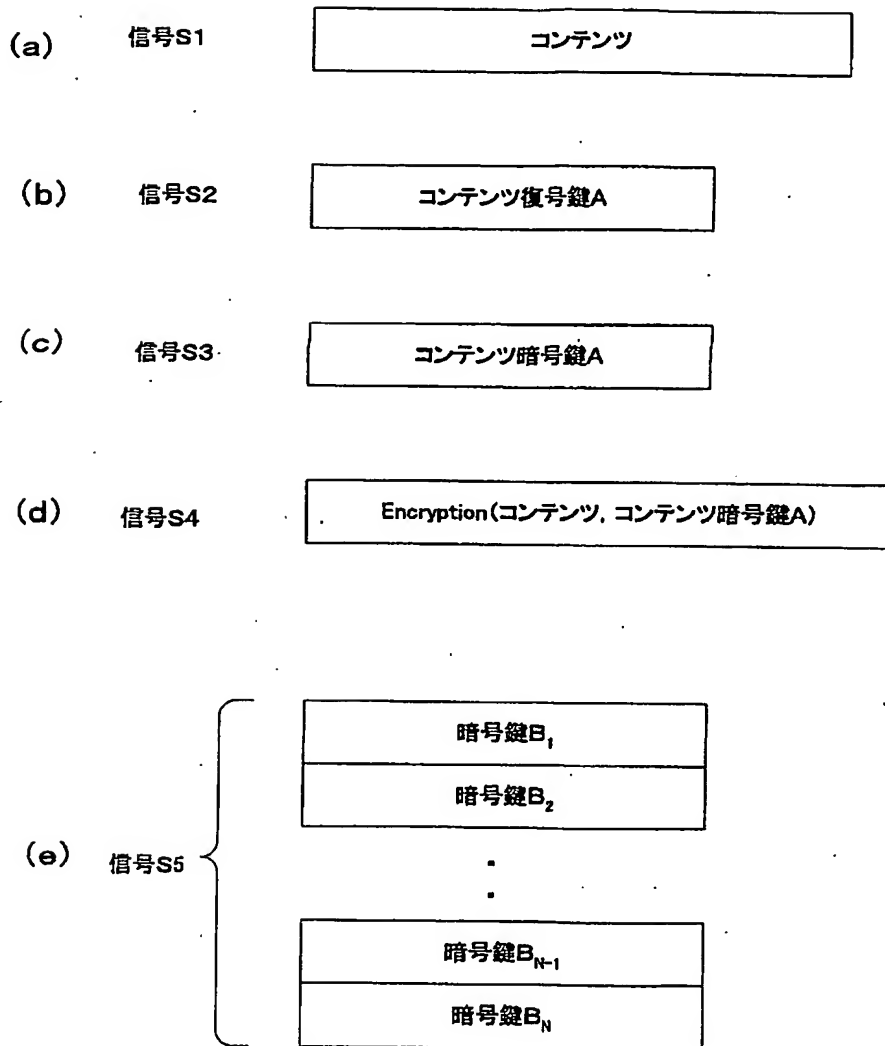 (a) 信号S1 コンテンツ
(b) 信号S2 コンテンツ復号鍵A
(c) 信号S3 コンテンツ暗号鍵A
(d) 信号S4 Encryption(コンテンツ, コンテンツ暗号鍵A)
暗号鍵B₁
暗号鍵B₂
(e) 信号S5
暗号鍵B_{N-1}
暗号鍵B_N